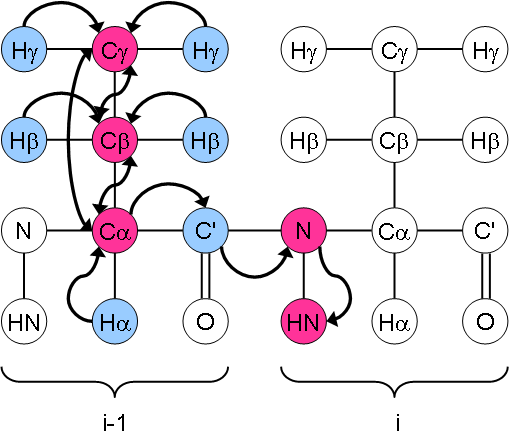 Hγ Cγ Hγ Hγ Cγ Hγ
Hβ Cβ Hβ Hβ Cβ Hβ
N Cα C' N Cα C'
HN Hα O HN Hα O
i-1 i